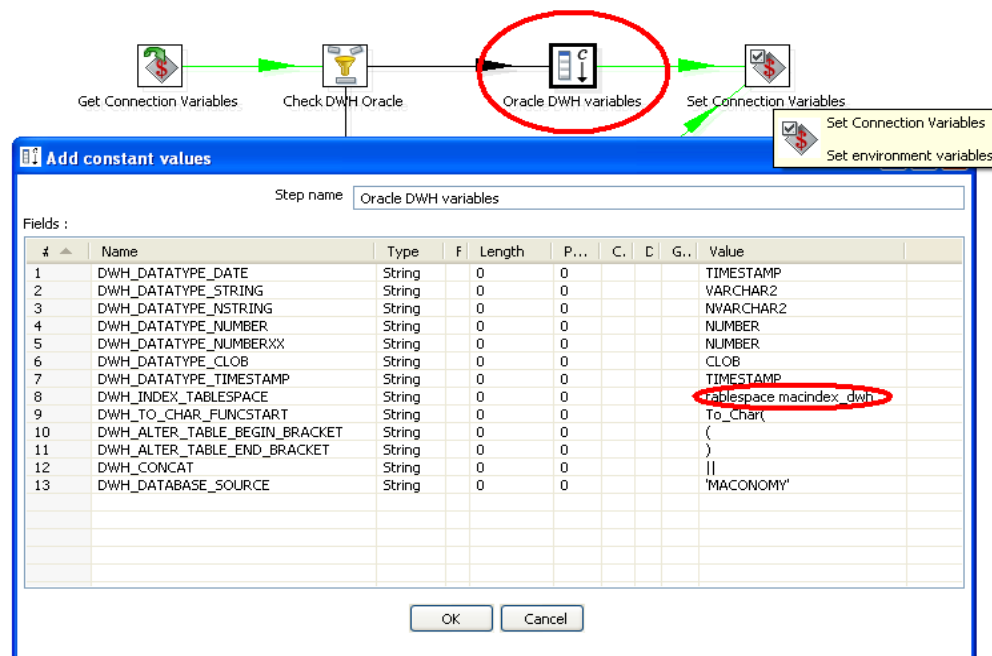 Get Connection Variables Check DWH Oracle Oracle DWH variables Set Connection Variables
Set Connection Variables
Set environment variables
Add constant values
Step name Oracle DWH variables
Fields :
# Name Type F Length P... C. D G.. Value
1 DWH_DATATYPE_DATE String 0 0 TIMESTAMP
2 DWH_DATATYPE_STRING String 0 0 VARCHAR2
3 DWH_DATATYPE_NSTRING String 0 0 NVARCHAR2
4 DWH_DATATYPE_NUMBER String 0 0 NUMBER
5 DWH_DATATYPE_NUMBERXX String 0 0 NUMBER
6 DWH_DATATYPE_CLOB String 0 0 CLOB
7 DWH_DATATYPE_TIMESTAMP String 0 0 TIMESTAMP
8 DWH_INDEX_TABLESPACE String 0 0 tablespace macindex_dwh
9 DWH_TO_CHAR_FUNCSTART String 0 0 To_Char(
10 DWH_ALTER_TABLE_BEGIN_BRACKET String 0 0 (
11 DWH_ALTER_TABLE_END_BRACKET String 0 0 )
12 DWH_CONCAT String 0 0 ||
13 DWH_DATABASE_SOURCE String 0 0 'MACONOMY'
OK Cancel